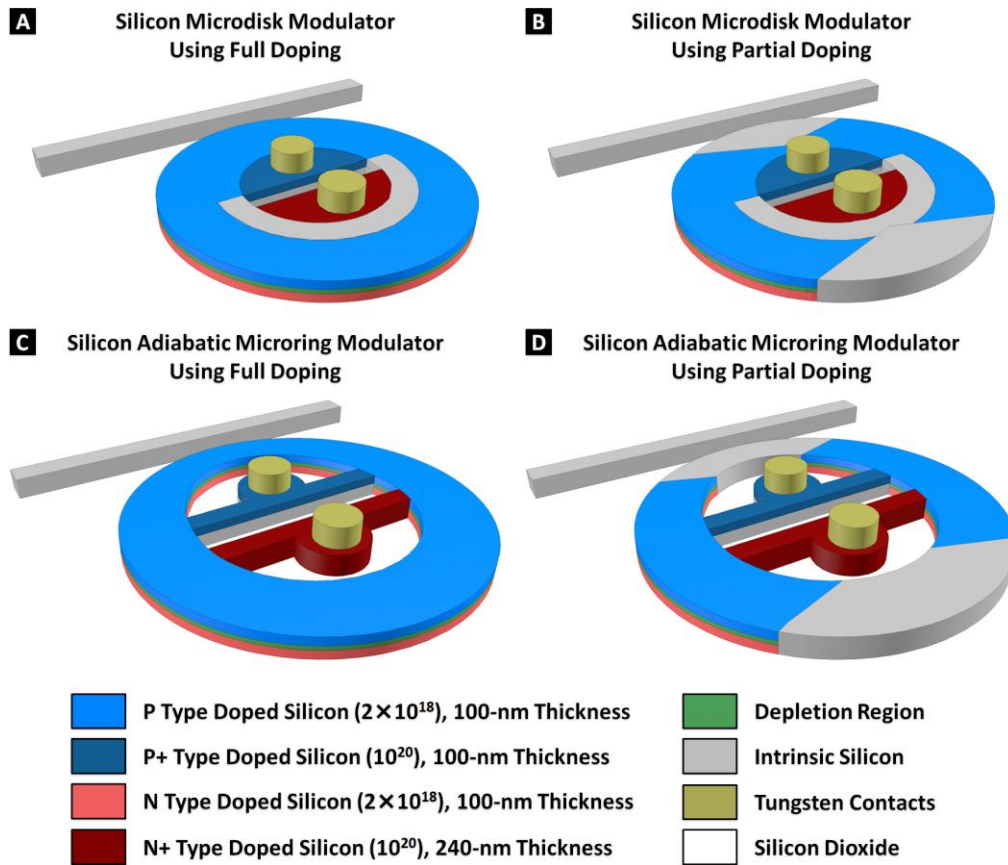 A
Silicon Microdisk Modulator
Using Full Doping
B
Silicon Microdisk Modulator
Using Partial Doping
C
Silicon Adiabatic Microring Modulator
Using Full Doping
D
Silicon Adiabatic Microring Modulator
Using Partial Doping
P Type Doped Silicon (2×10¹⁸), 100-nm Thickness
P+ Type Doped Silicon (10²⁰), 100-nm Thickness
N Type Doped Silicon (2×10¹⁸), 100-nm Thickness
N+ Type Doped Silicon (10²⁰), 240-nm Thickness
Depletion Region
Intrinsic Silicon
Tungsten Contacts
Silicon Dioxide